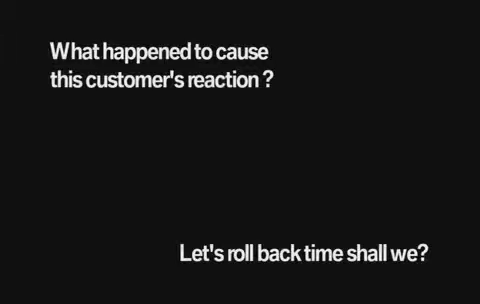 What happened to cause
this customer's reaction ?
Let's roll back time shall we?